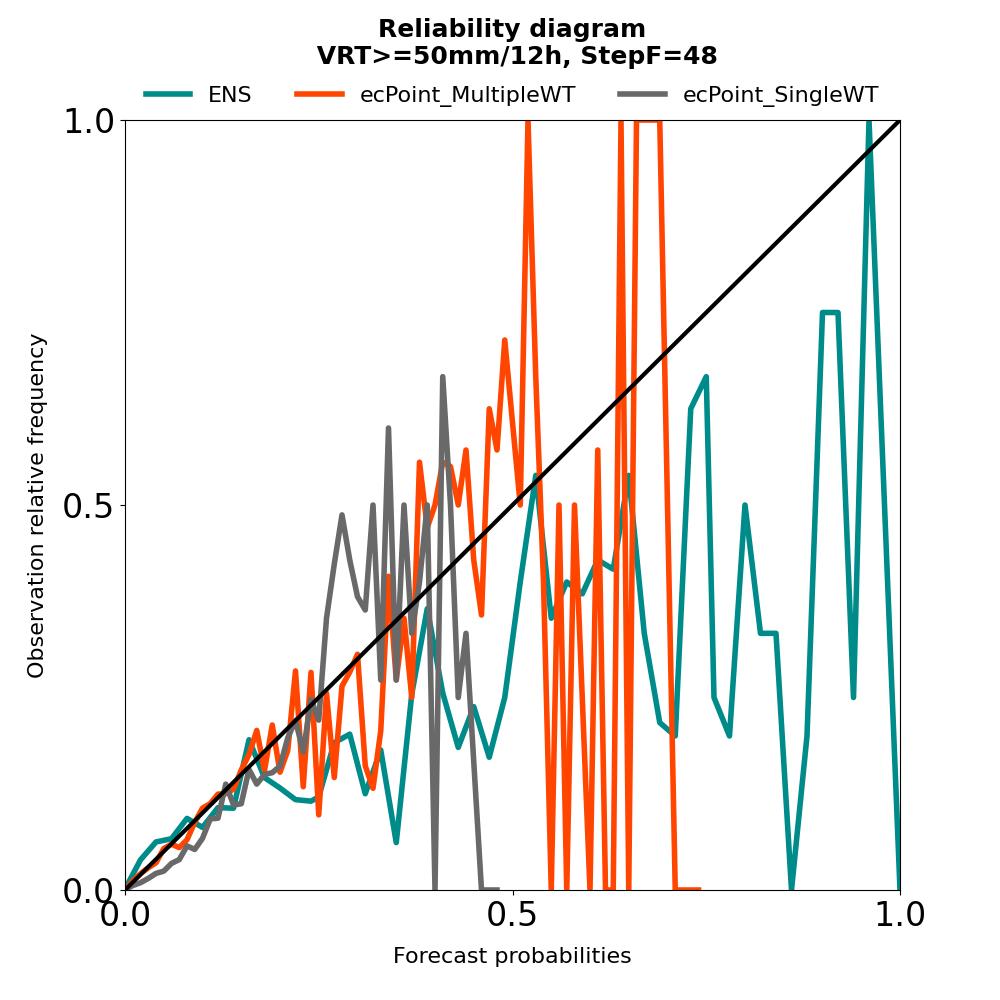 Reliability diagram
VRT>=50mm/12h, StepF=48
ENS ecPoint_MultipleWT ecPoint_SingleWT
1.0
0.5
0.0
Observation relative frequency
0.0 0.5 1.0
Forecast probabilities